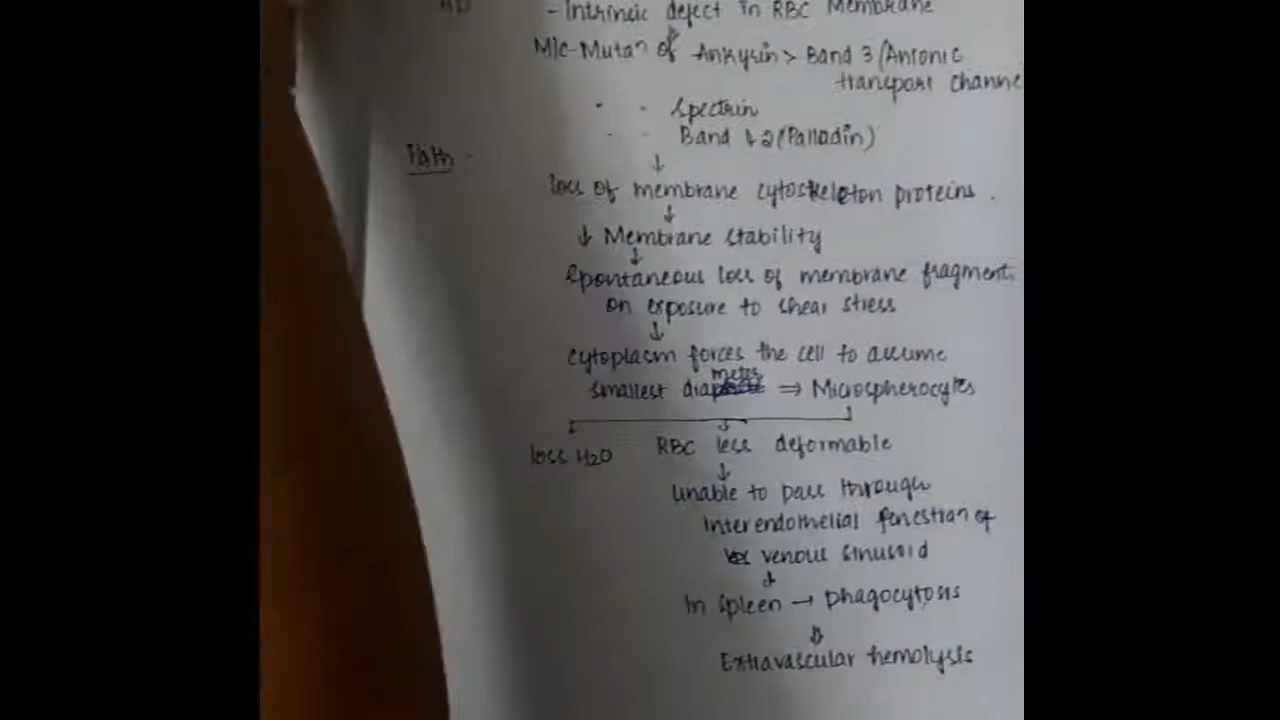 AD
- Intrinsic defect in RBC Membrane
M/c - Mutan of Ankysin > Band 3 (Anionic
transport channe
Spectrin
Band 4.2 (Palladin)
Path -
↓
loss of membrane cytoskeleton proteins.
↓
↓ Membrane stability
↓
Spontaneous loss of membrane fragment
on exposure to shear stress
↓
cytoplasm forces the cell to assume
smallest diameter ⇒ Microspherocytes
loss H2O RBC less deformable
↓
unable to pass through
interendothelial fenestran of
venous sinusoid
↓
In spleen → phagocytosis
⇓
Extravascular hemolysis